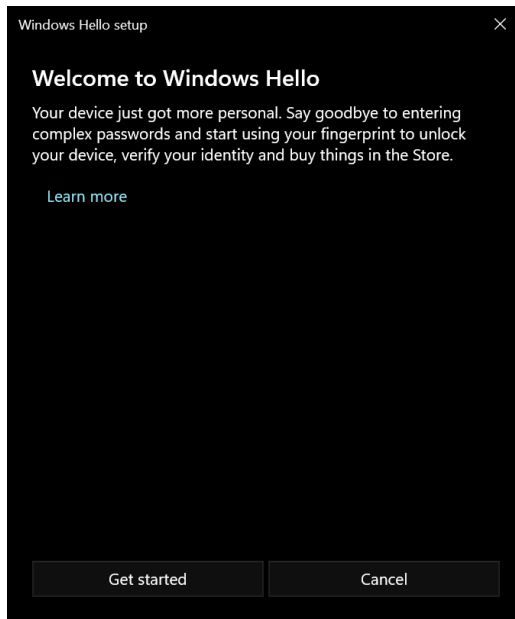 Windows Hello setup
Welcome to Windows Hello
Your device just got more personal. Say goodbye to entering
complex passwords and start using your fingerprint to unlock
your device, verify your identity and buy things in the Store.
Learn more
Get started
Cancel